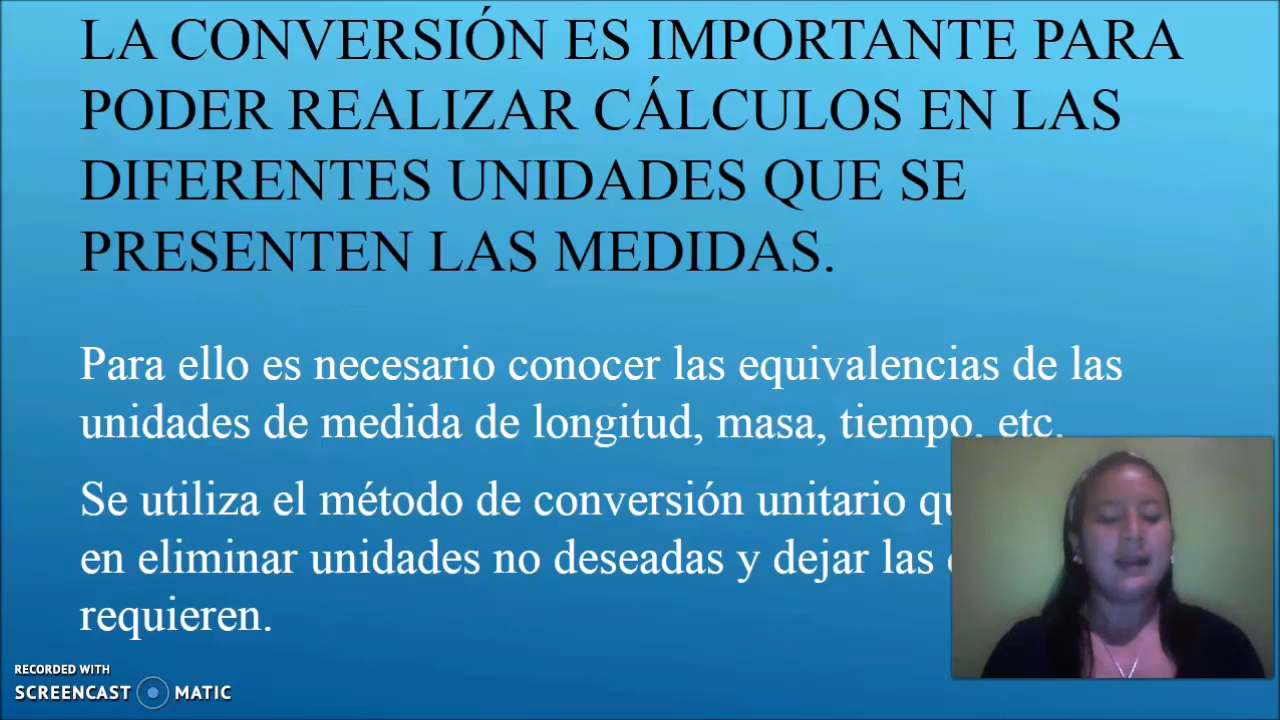 LA CONVERSIÓN ES IMPORTANTE PARA
PODER REALIZAR CÁLCULOS EN LAS
DIFERENTES UNIDADES QUE SE
PRESENTEN LAS MEDIDAS.
Para ello es necesario conocer las equivalencias de las
unidades de medida de longitud, masa, tiempo, etc.
Se utiliza el método de conversión unitario
en eliminar unidades no deseadas y dejar las
requieren.
RECORDED WITH
SCREENCAST MATIC